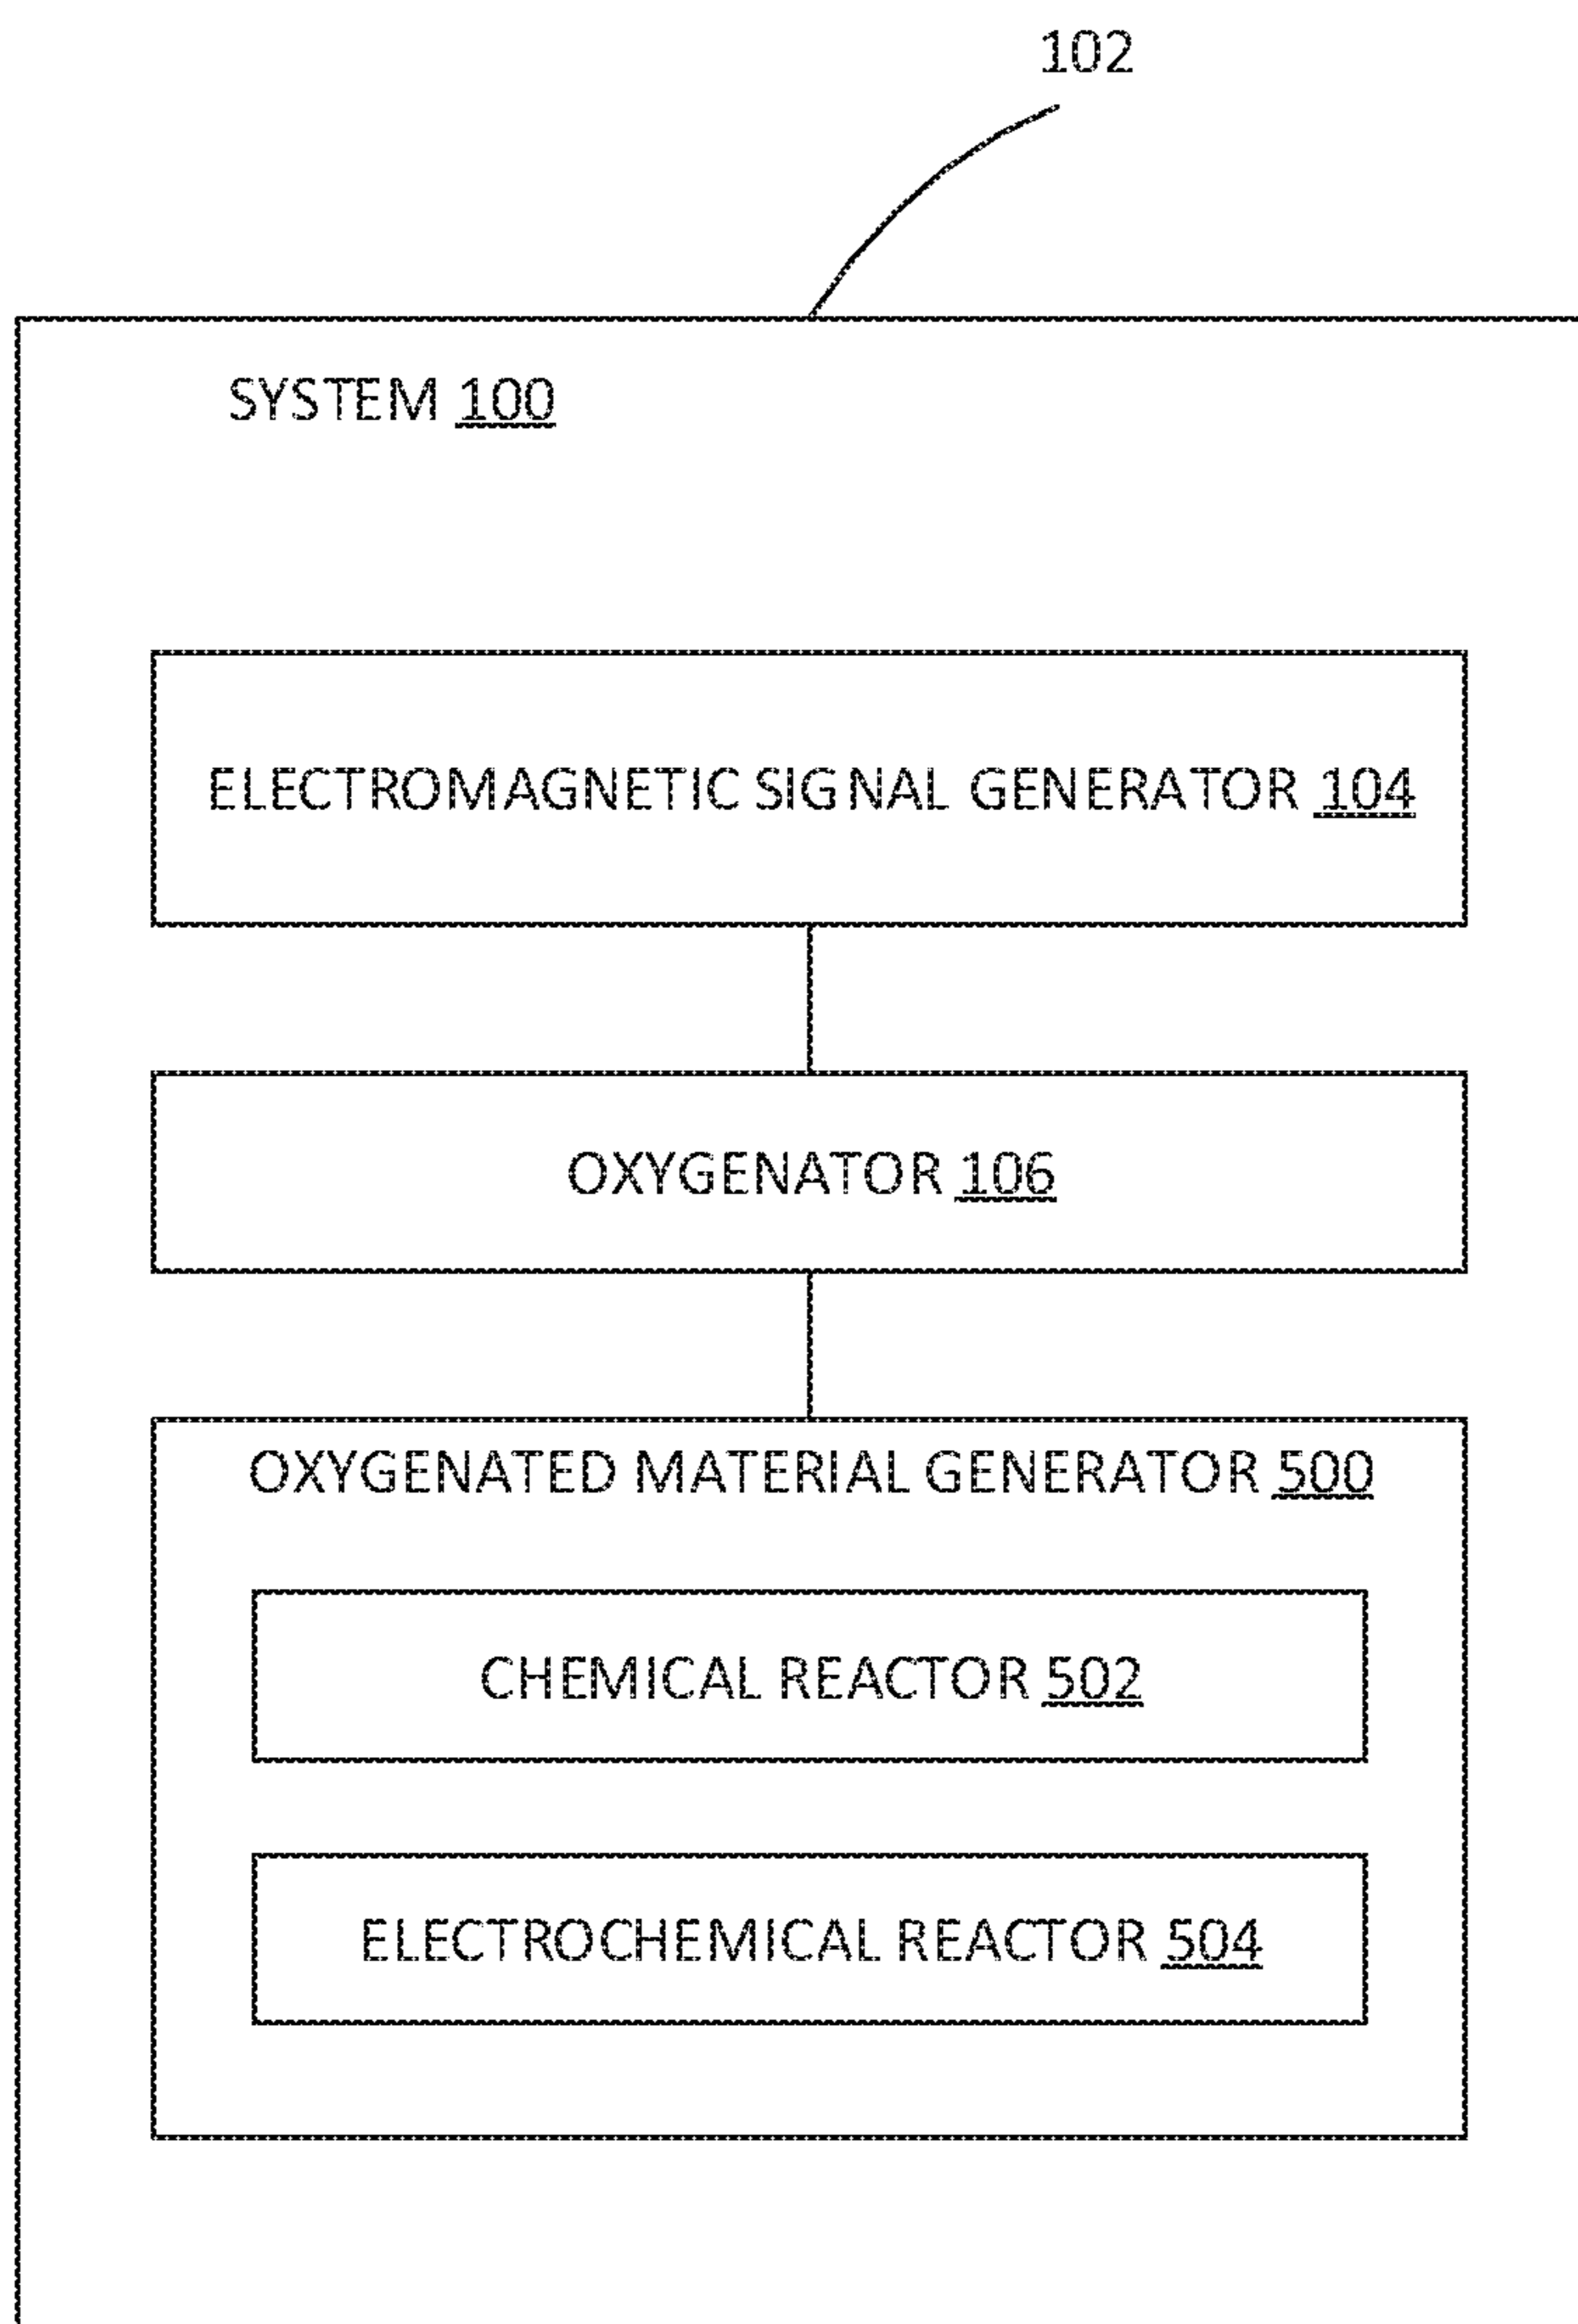 102
SYSTEM 100
ELECTROMAGNETIC SIGNAL GENERATOR 104
OXYGENATOR 106
OXYGENATED MATERIAL GENERATOR 500
CHEMICAL REACTOR 502
ELECTROCHEMICAL REACTOR 504